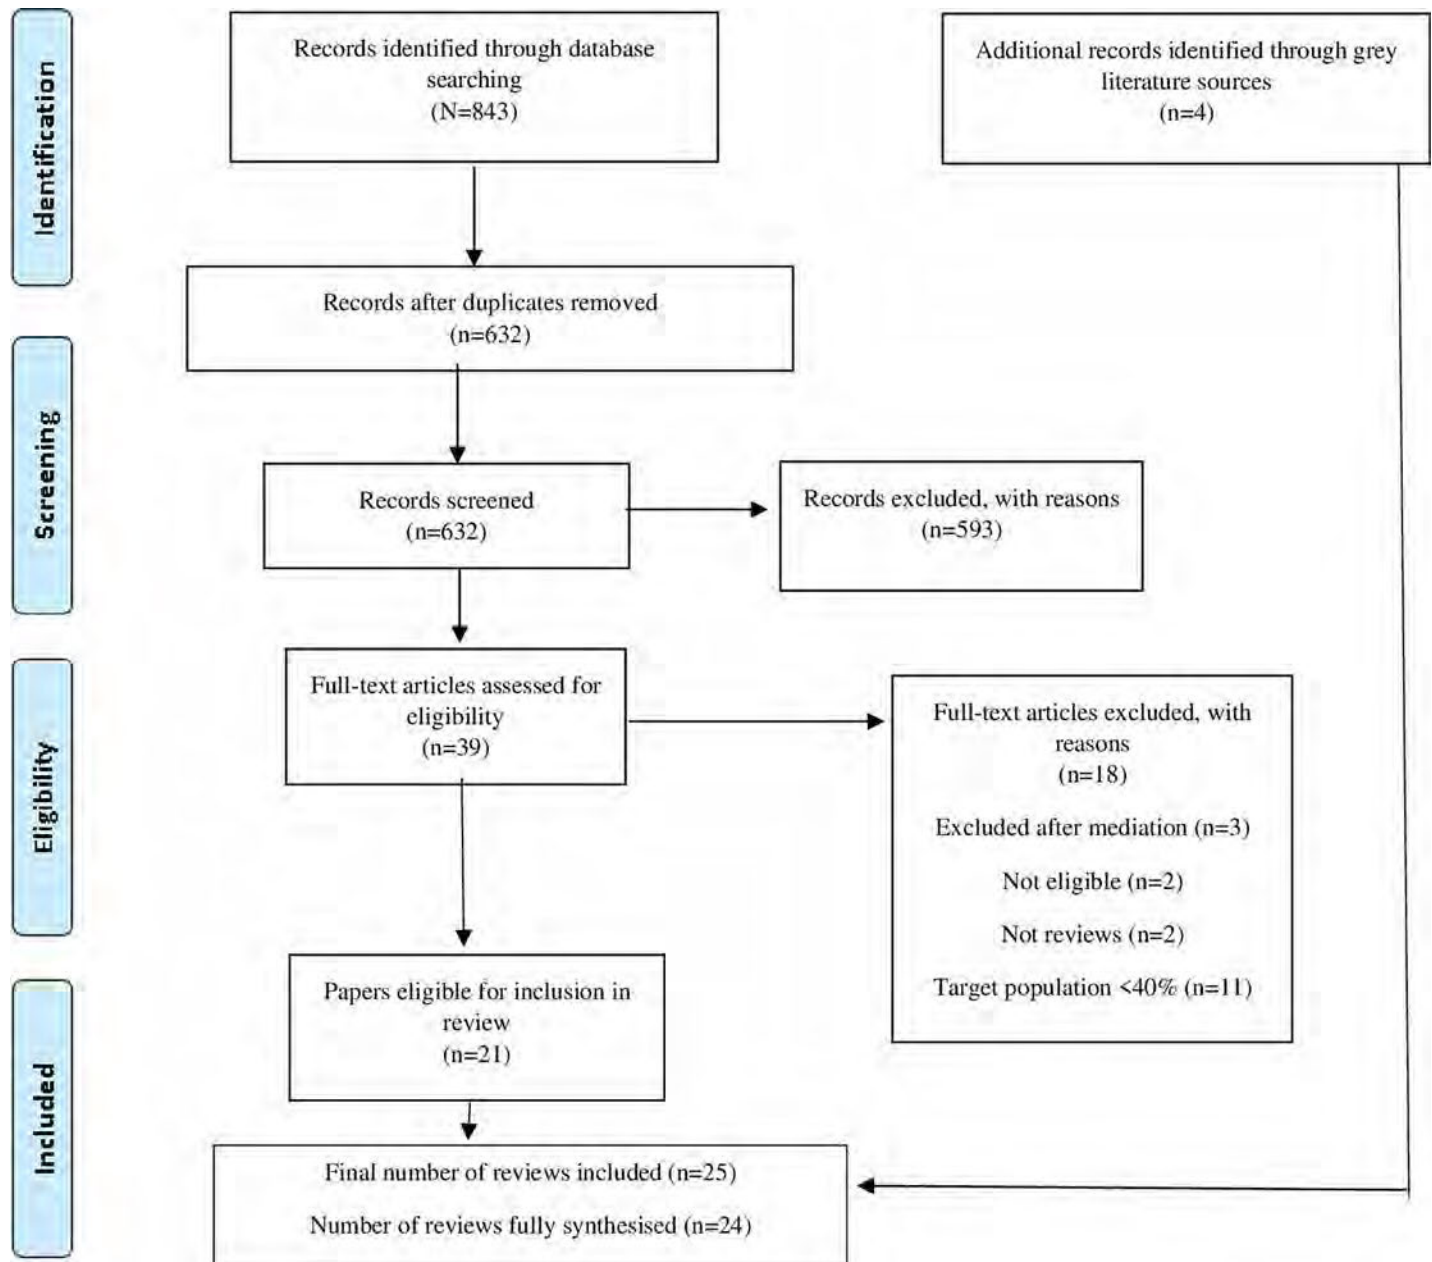 Identification
Records identified through database
searching
(N=843)
Additional records identified through grey
literature sources
(n=4)
Records after duplicates removed
(n=632)
Screening
Records screened
(n=632)
Records excluded, with reasons
(n=593)
Eligibility
Full-text articles assessed for
eligibility
(n=39)
Full-text articles excluded, with
reasons
(n=18)
Excluded after mediation (n=3)
Not eligible (n=2)
Not reviews (n=2)
Target population <40% (n=11)
Included
Papers eligible for inclusion in
review
(n=21)
Final number of reviews included (n=25)
Number of reviews fully synthesised (n=24)